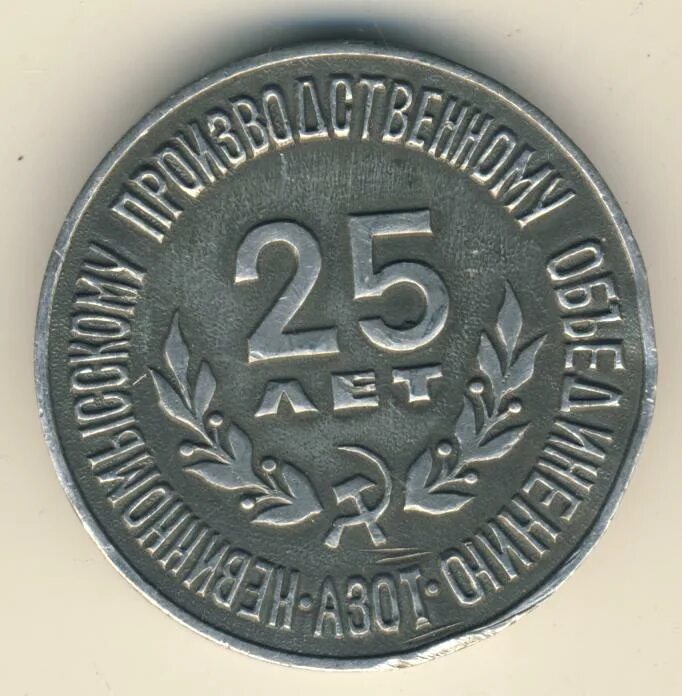 НЕВИННОМЫССКОМУ ПРОИЗВОДСТВЕННОМУ ОБЪЕДИНЕНИЮ · АЗОТ ·
25
ЛЕТ